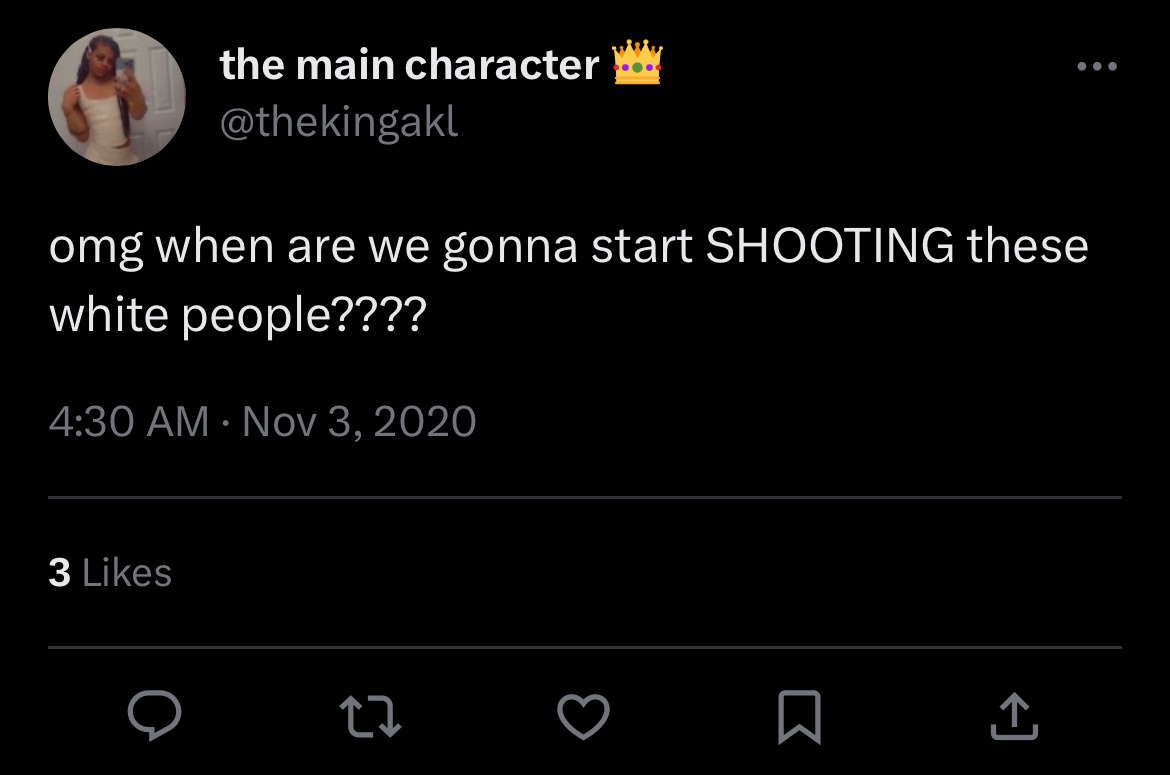 the main character 👑
@thekingakl
omg when are we gonna start SHOOTING these
white people????
4:30 AM · Nov 3, 2020
3 Likes